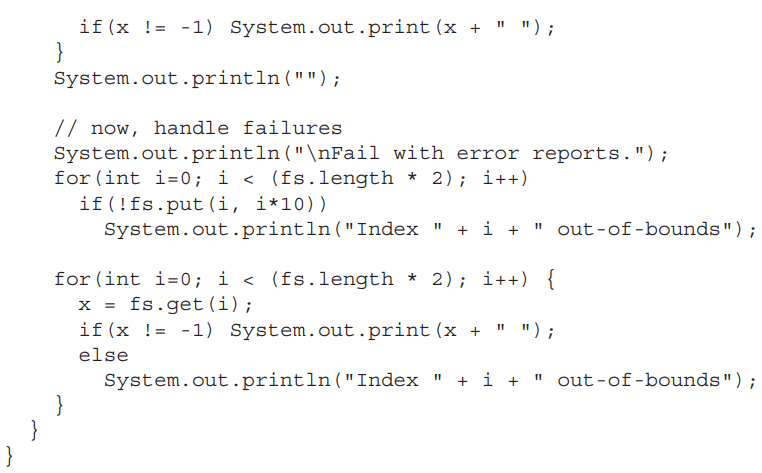 if(x != -1) System.out.print(x + " ");
    }
    System.out.println("");

    // now, handle failures
    System.out.println("\nFail with error reports.");
    for(int i=0; i < (fs.length * 2); i++)
      if(!fs.put(i, i*10))
        System.out.println("Index " + i + " out-of-bounds");

    for(int i=0; i < (fs.length * 2); i++) {
      x = fs.get(i);
      if(x != -1) System.out.print(x + " ");
      else
        System.out.println("Index " + i + " out-of-bounds");
    }
  }
}